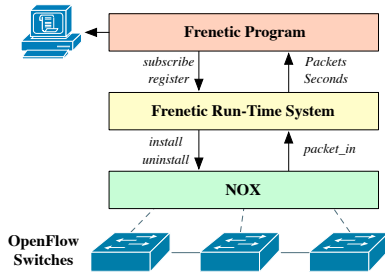 Frenetic Program
subscribe
register
Packets
Seconds
Frenetic Run-Time System
install
uninstall
packet_in
NOX
OpenFlow
Switches